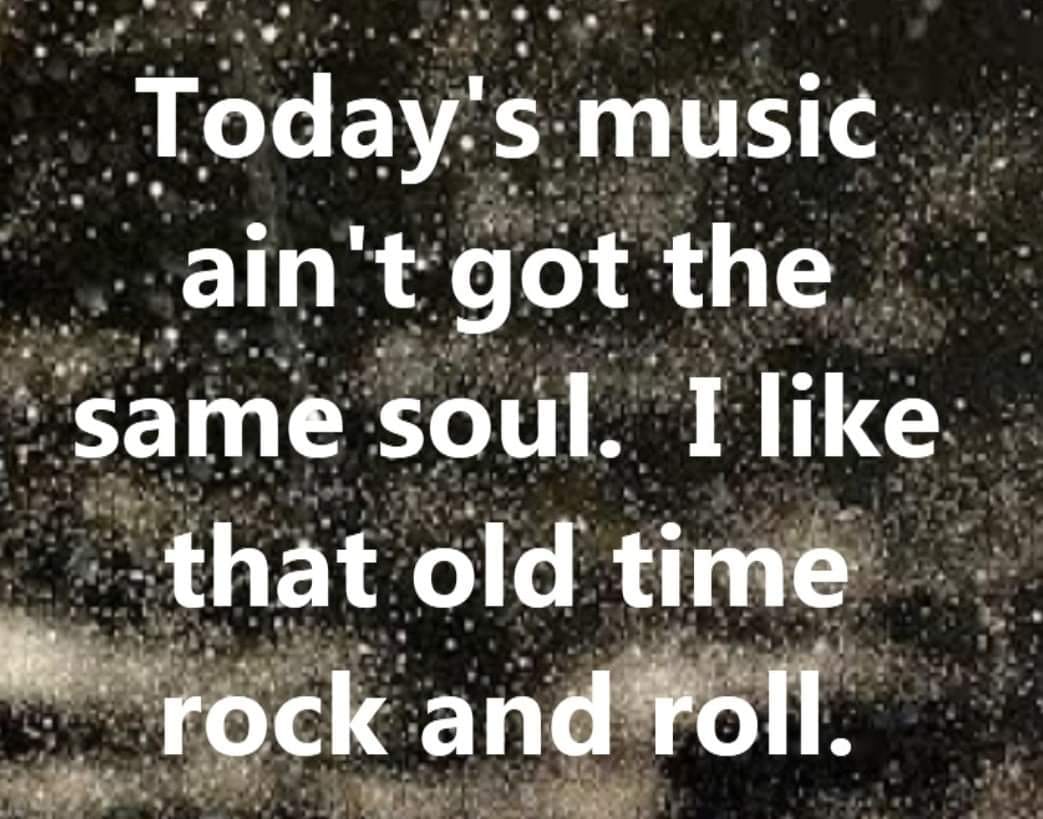 Today's music
ain't got the
same soul.  I like
that old time
rock and roll.